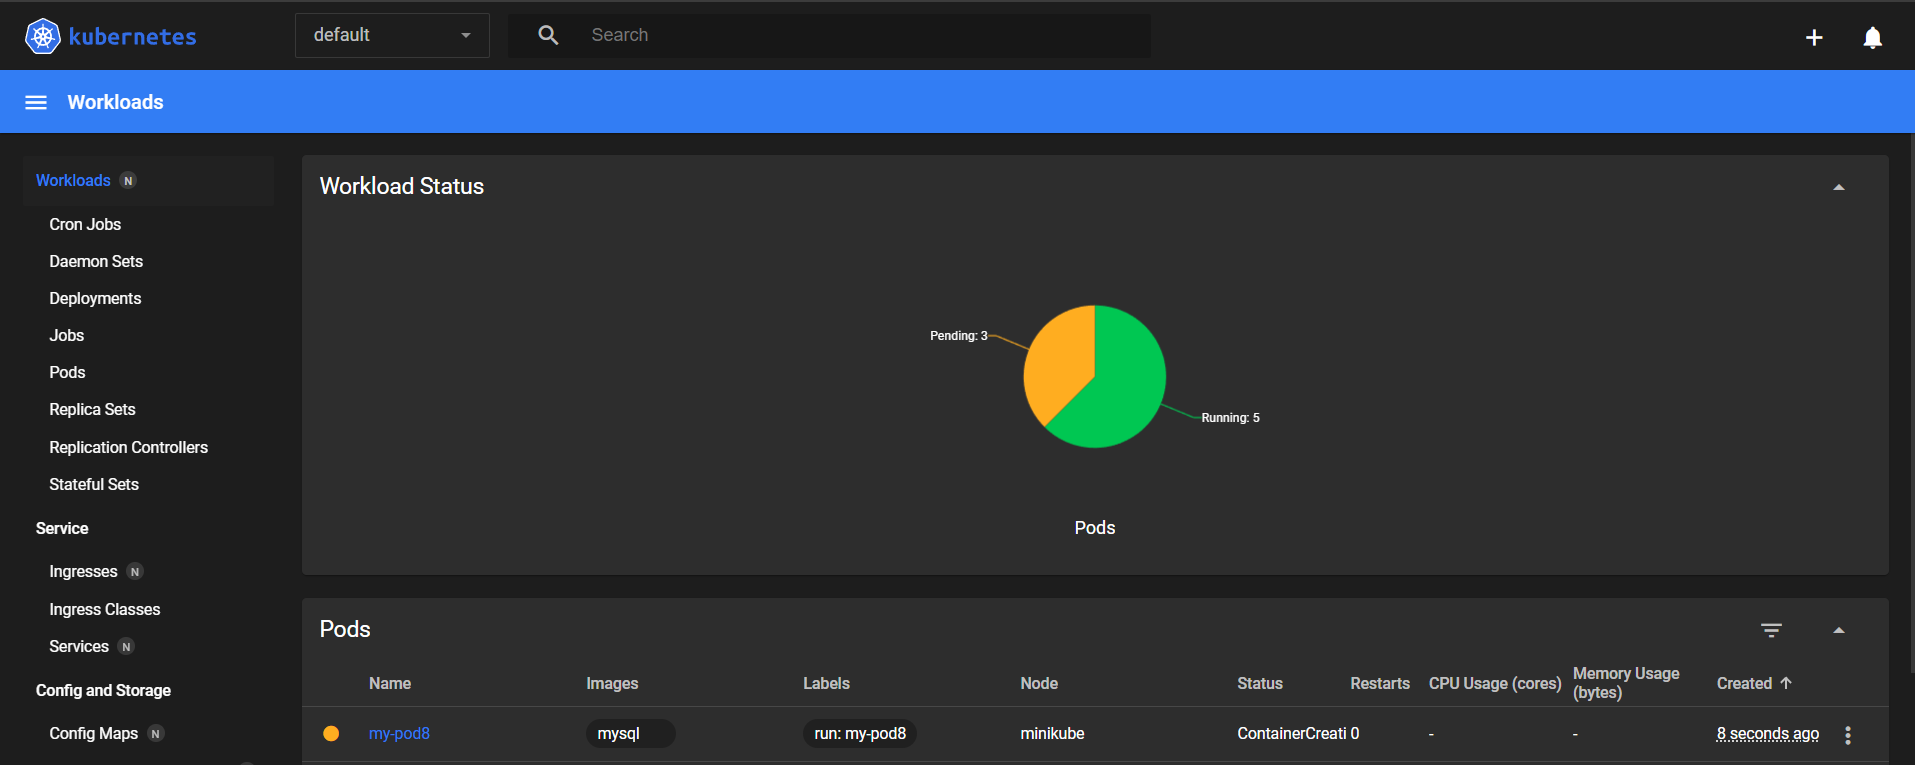 kubernetes
default
Search
Workloads
Workloads N
Cron Jobs
Daemon Sets
Deployments
Jobs
Pods
Replica Sets
Replication Controllers
Stateful Sets
Service
Ingresses N
Ingress Classes
Services N
Config and Storage
Config Maps N
Workload Status
Pending: 3
Running: 5
Pods
Pods
Name Images Labels Node Status Restarts CPU Usage (cores) Memory Usage (bytes) Created
my-pod8 mysql run: my-pod8 minikube ContainerCreati 0 - - 8 seconds ago